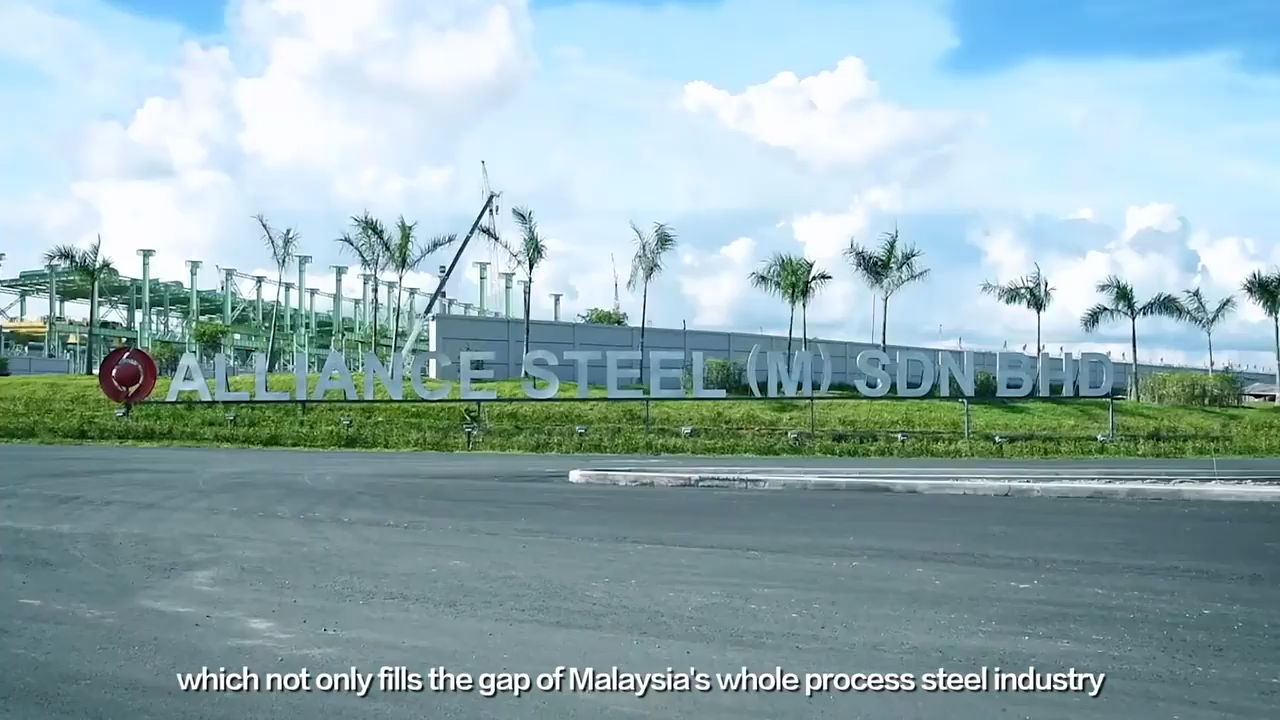 ALLIANCE STEEL (M) SDN BHD
which not only fills the gap of Malaysia's whole process steel industry